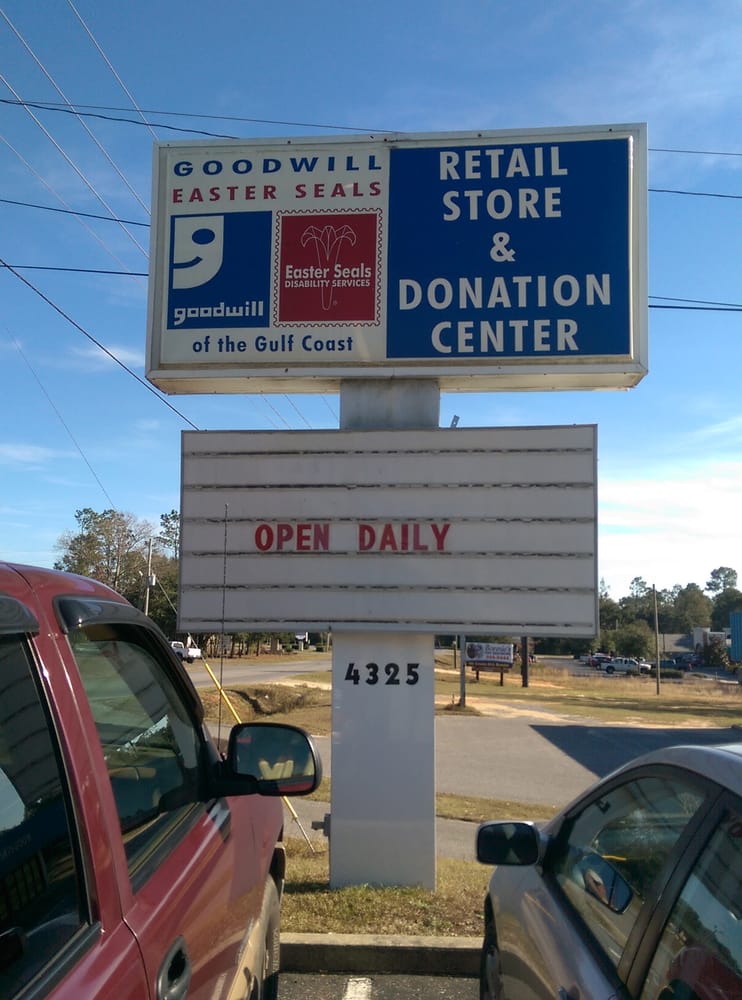 GOODWILL
EASTER SEALS
goodwill
Easter Seals
DISABILITY SERVICES
®
of the Gulf Coast
RETAIL
STORE
&
DONATION
CENTER
OPEN DAILY
4325